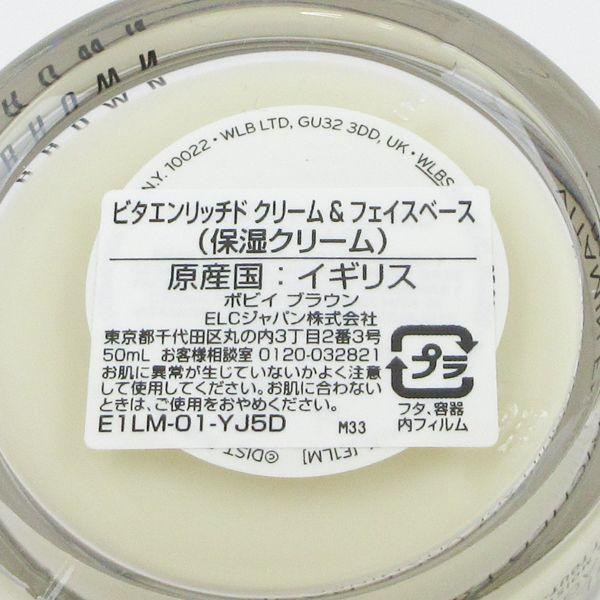 BROWN
N.Y. 10022 • WLB LTD, GU32 3DD, UK • WLBS
ビタエンリッチド クリーム & フェイスベース
（保湿クリーム）
原産国：イギリス
ボビイ ブラウン
ELCジャパン株式会社
東京都千代田区丸の内3丁目2番3号
50mL お客様相談室 0120-032821
お肌に異常が生じていないかよく注意
して使用してください。お肌に合わない
ときは、ご使用をおやめください。
E1LM-01-YJ5D M33
プラ
フタ、容器
内フィルム
©DIST
[E1LM]